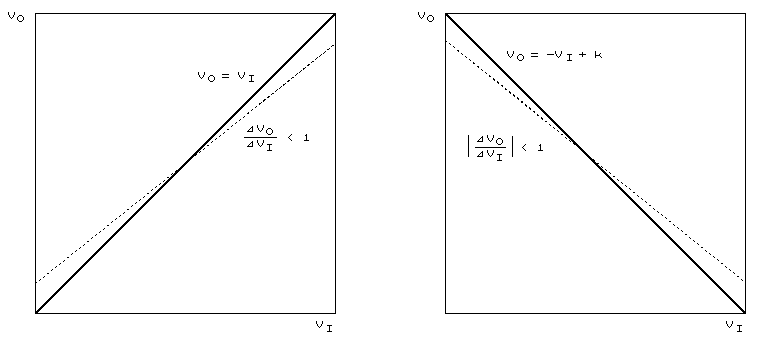 VO
VO = VI
ΔVO
ΔVI < 1
VI
VO
VO = -VI + k
|ΔVO
ΔVI| < 1
VI